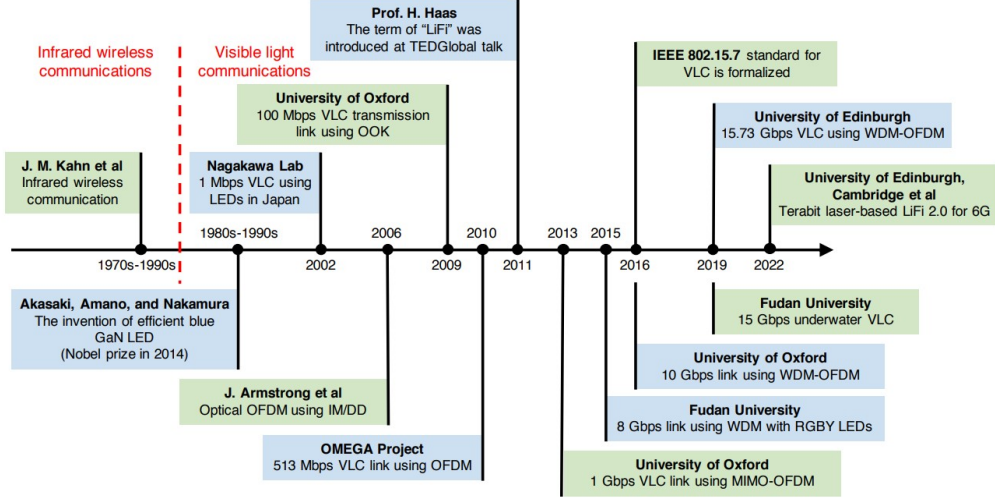 Prof. H. Haas
The term of "LiFi" was
introduced at TEDGlobal talk
Infrared wireless
communications
Visible light
communications
IEEE 802.15.7 standard for
VLC is formalized
University of Oxford
100 Mbps VLC transmission
link using OOK
University of Edinburgh
15.73 Gbps VLC using WDM-OFDM
J. M. Kahn et al
Infrared wireless
communication
Nagakawa Lab
1 Mbps VLC using
LEDs in Japan
University of Edinburgh,
Cambridge et al
Terabit laser-based LiFi 2.0 for 6G
1980s-1990s
2006
2010
2013
2015
1970s-1990s
2002
2009
2011
2016
2019
2022
Akasaki, Amano, and Nakamura
The invention of efficient blue
GaN LED
(Nobel prize in 2014)
Fudan University
15 Gbps underwater VLC
University of Oxford
10 Gbps link using WDM-OFDM
J. Armstrong et al
Optical OFDM using IM/DD
Fudan University
8 Gbps link using WDM with RGBY LEDs
OMEGA Project
513 Mbps VLC link using OFDM
University of Oxford
1 Gbps VLC link using MIMO-OFDM